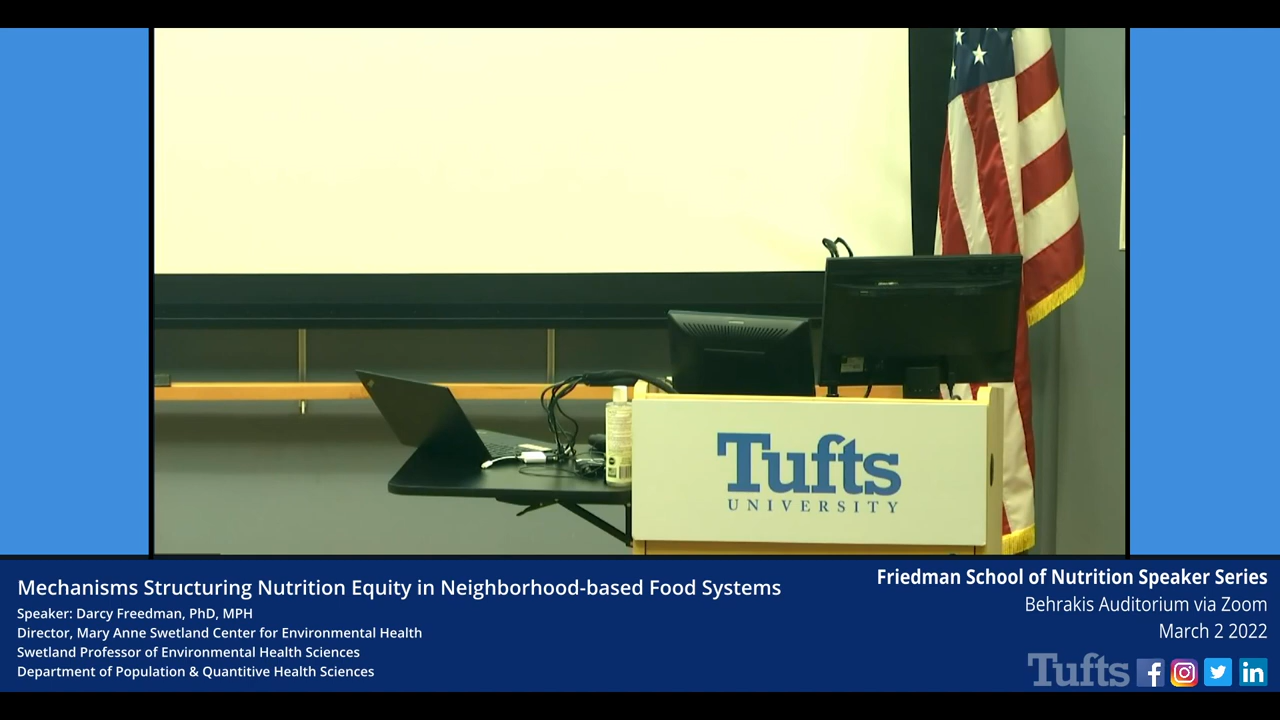 Tufts
UNIVERSITY
Mechanisms Structuring Nutrition Equity in Neighborhood-based Food Systems
Speaker: Darcy Freedman, PhD, MPH
Director, Mary Anne Swetland Center for Environmental Health
Swetland Professor of Environmental Health Sciences
Department of Population & Quantitative Health Sciences
Friedman School of Nutrition Speaker Series
Behrakis Auditorium via Zoom
March 2 2022
Tufts